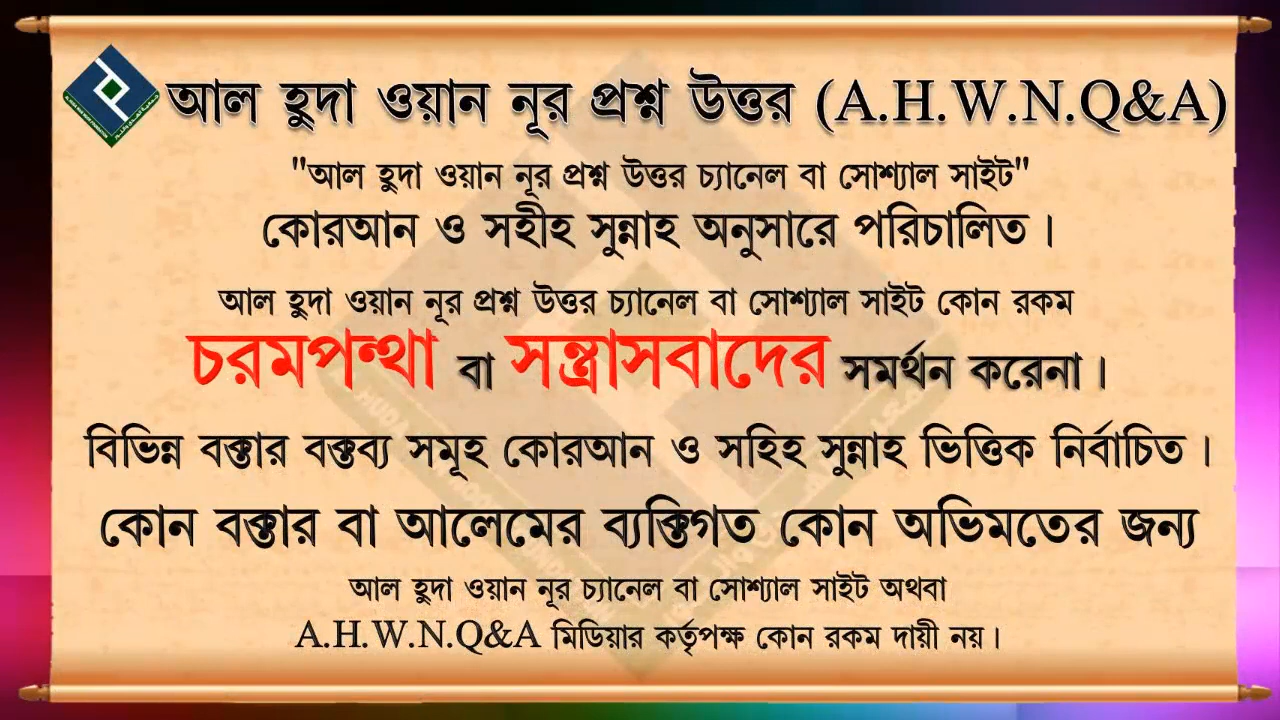 আল হুদা ওয়ান নূর প্রশ্ন উত্তর (A.H.W.N.Q&A)
"আল হুদা ওয়ান নূর প্রশ্ন উত্তর চ্যানেল বা সোশ্যাল সাইট"
কোরআন ও সহীহ সুন্নাহ অনুসারে পরিচালিত।
আল হুদা ওয়ান নূর প্রশ্ন উত্তর চ্যানেল বা সোশ্যাল সাইট কোন রকম
চরমপন্থা বা সন্ত্রাসবাদের সমর্থন করেনা।
বিভিন্ন বক্তার বক্তব্য সমূহ কোরআন ও সহিহ সুন্নাহ ভিত্তিক নির্বাচিত।
কোন বক্তার বা আলেমের ব্যক্তিগত কোন অভিমতের জন্য
আল হুদা ওয়ান নূর চ্যানেল বা সোশ্যাল সাইট অথবা
A.H.W.N.Q&A মিডিয়ার কর্তৃপক্ষ কোন রকম দায়ী নয়।